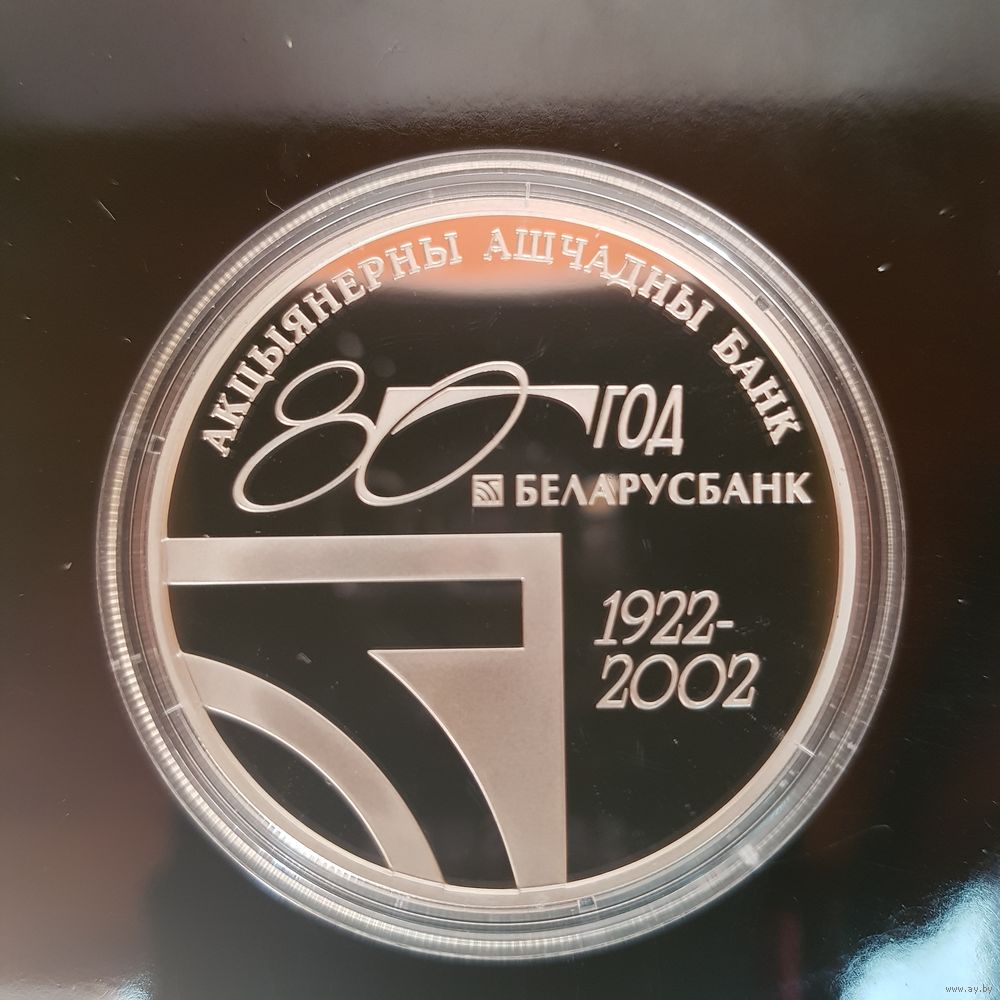 АКЦЫЯНЕРНЫ АШЧАДНЫ БАНК
80 ГОД
БЕЛАРУСБАНК
1922-
2002
www.ay.by